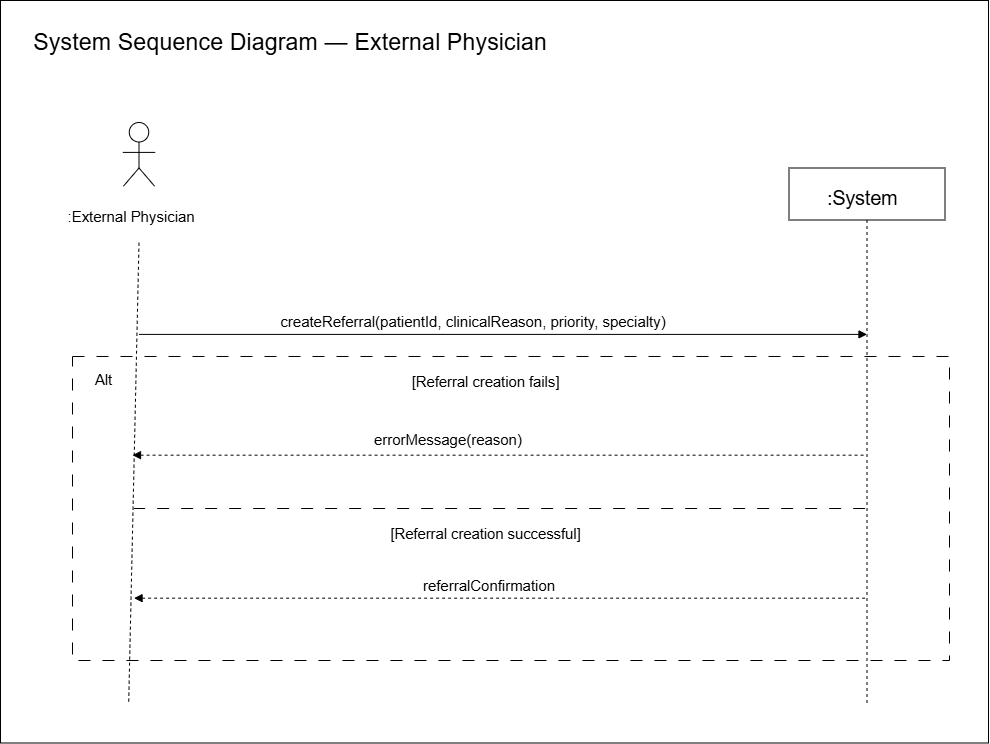 System Sequence Diagram — External Physician
:External Physician
:System
createReferral(patientId, clinicalReason, priority, specialty)
Alt
[Referral creation fails]
errorMessage(reason)
[Referral creation successful]
referralConfirmation